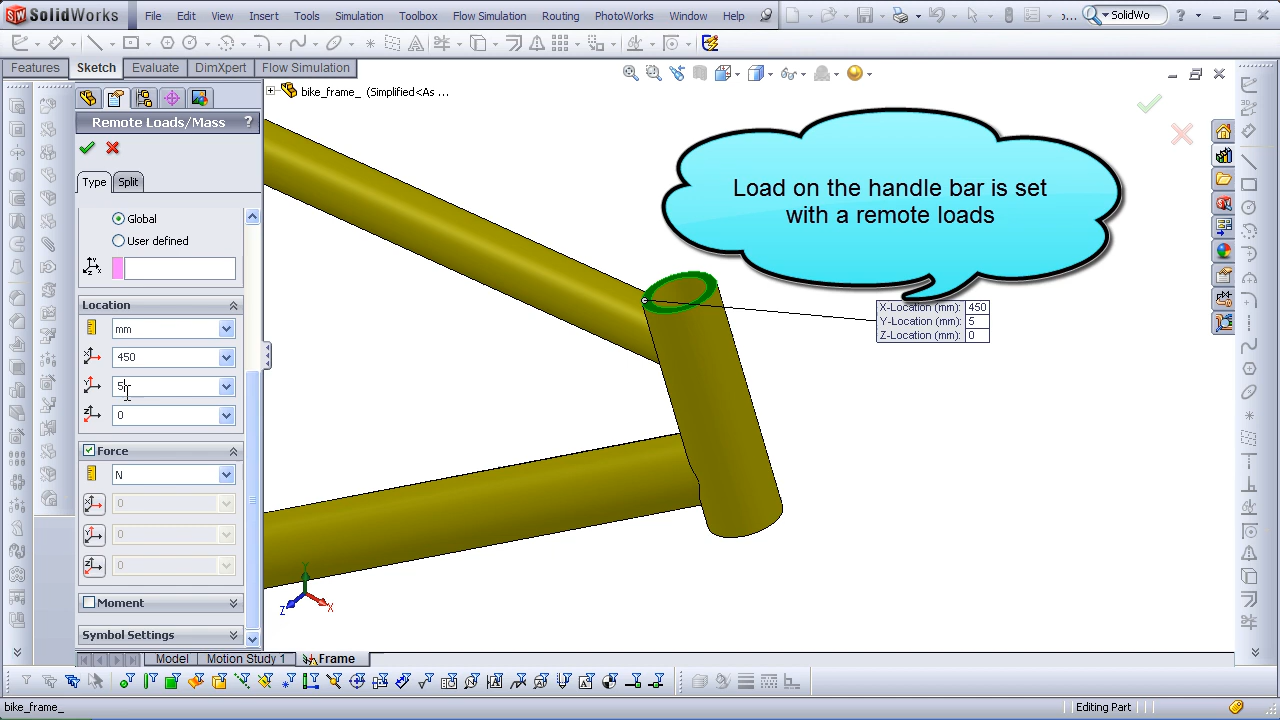 SolidWorks File Edit View Insert Tools Simulation Toolbox Flow Simulation Routing PhotoWorks Window Help ... SolidWo ?
Features Sketch Evaluate DimXpert Flow Simulation
bike_frame_ (Simplified<As ...
Remote Loads/Mass ?
Type Split
Global
User defined
Location
mm
450
5
0
Force
N
0
0
0
Moment
Symbol Settings
Load on the handle bar is set
with a remote loads
X-Location (mm): 450
Y-Location (mm): 5
Z-Location (mm): 0
Y
Z X
Model Motion Study 1 Frame
bike_frame_ Editing Part